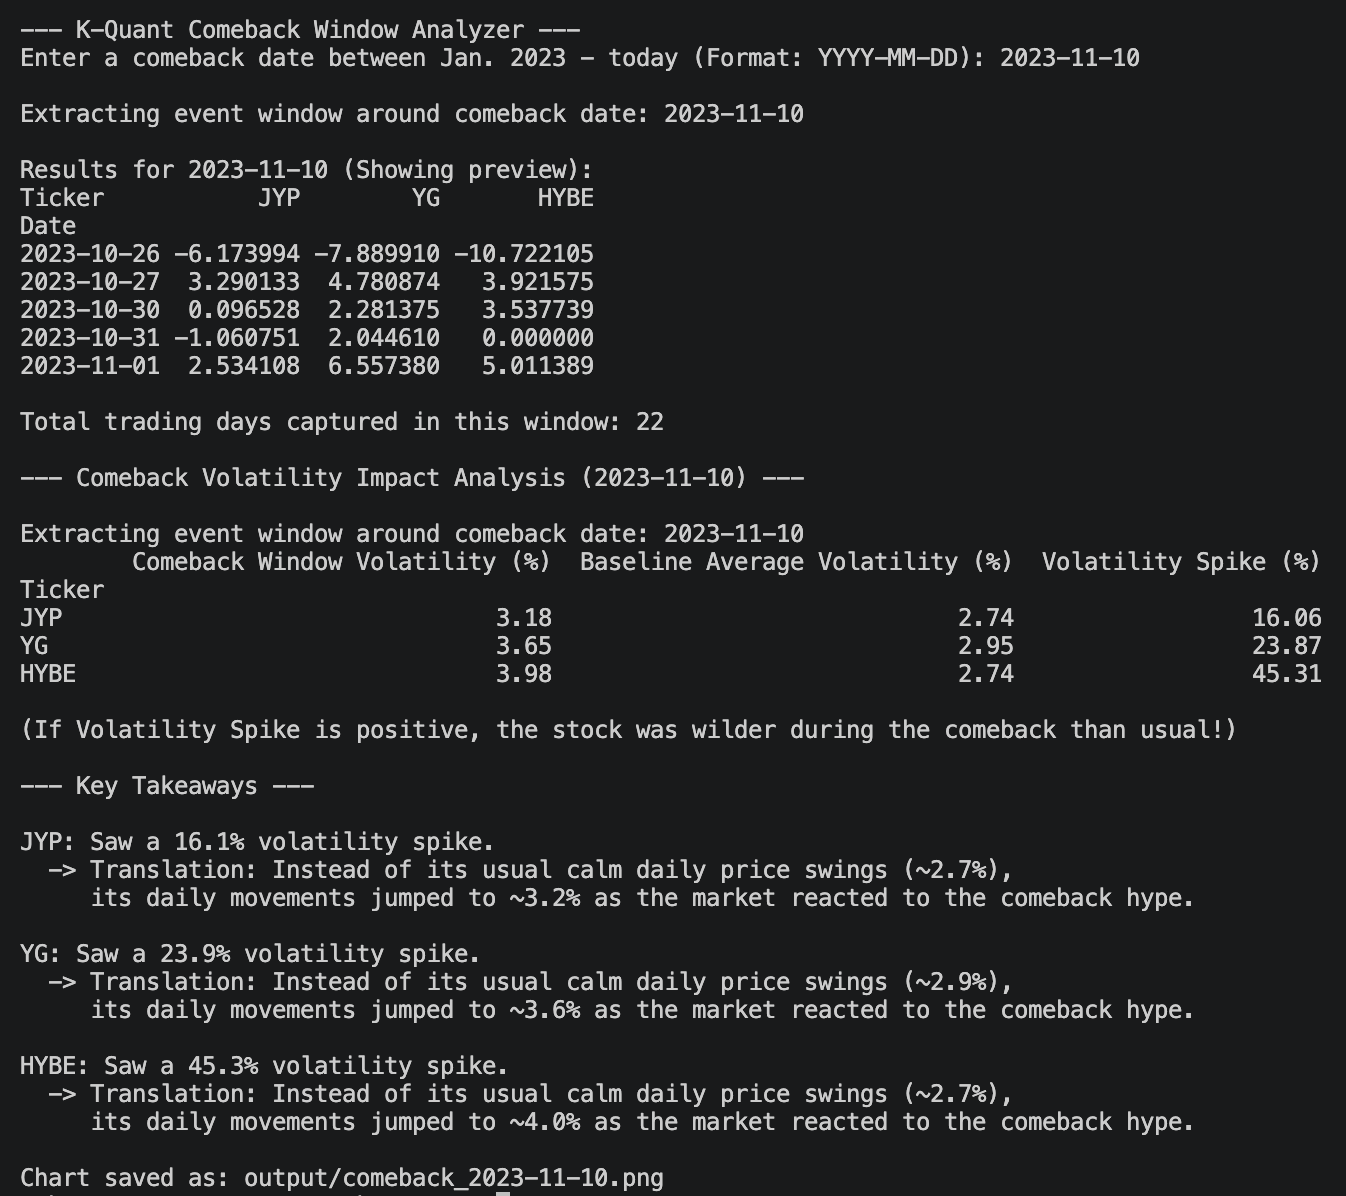 --- K-Quant Comeback Window Analyzer ---
Enter a comeback date between Jan. 2023 - today (Format: YYYY-MM-DD): 2023-11-10

Extracting event window around comeback date: 2023-11-10

Results for 2023-11-10 (Showing preview):
Ticker           JYP        YG       HYBE
Date
2023-10-26 -6.173994 -7.889910 -10.722105
2023-10-27  3.290133  4.780874   3.921575
2023-10-30  0.096528  2.281375   3.537739
2023-10-31 -1.060751  2.044610   0.000000
2023-11-01  2.534108  6.557380   5.011389

Total trading days captured in this window: 22

--- Comeback Volatility Impact Analysis (2023-11-10) ---

Extracting event window around comeback date: 2023-11-10
        Comeback Window Volatility (%)  Baseline Average Volatility (%)  Volatility Spike (%)
Ticker
JYP                               3.18                             2.74                 16.06
YG                                3.65                             2.95                 23.87
HYBE                              3.98                             2.74                 45.31

(If Volatility Spike is positive, the stock was wilder during the comeback than usual!)

--- Key Takeaways ---

JYP: Saw a 16.1% volatility spike.
  -> Translation: Instead of its usual calm daily price swings (~2.7%),
     its daily movements jumped to ~3.2% as the market reacted to the comeback hype.

YG: Saw a 23.9% volatility spike.
  -> Translation: Instead of its usual calm daily price swings (~2.9%),
     its daily movements jumped to ~3.6% as the market reacted to the comeback hype.

HYBE: Saw a 45.3% volatility spike.
  -> Translation: Instead of its usual calm daily price swings (~2.7%),
     its daily movements jumped to ~4.0% as the market reacted to the comeback hype.

Chart saved as: output/comeback_2023-11-10.png